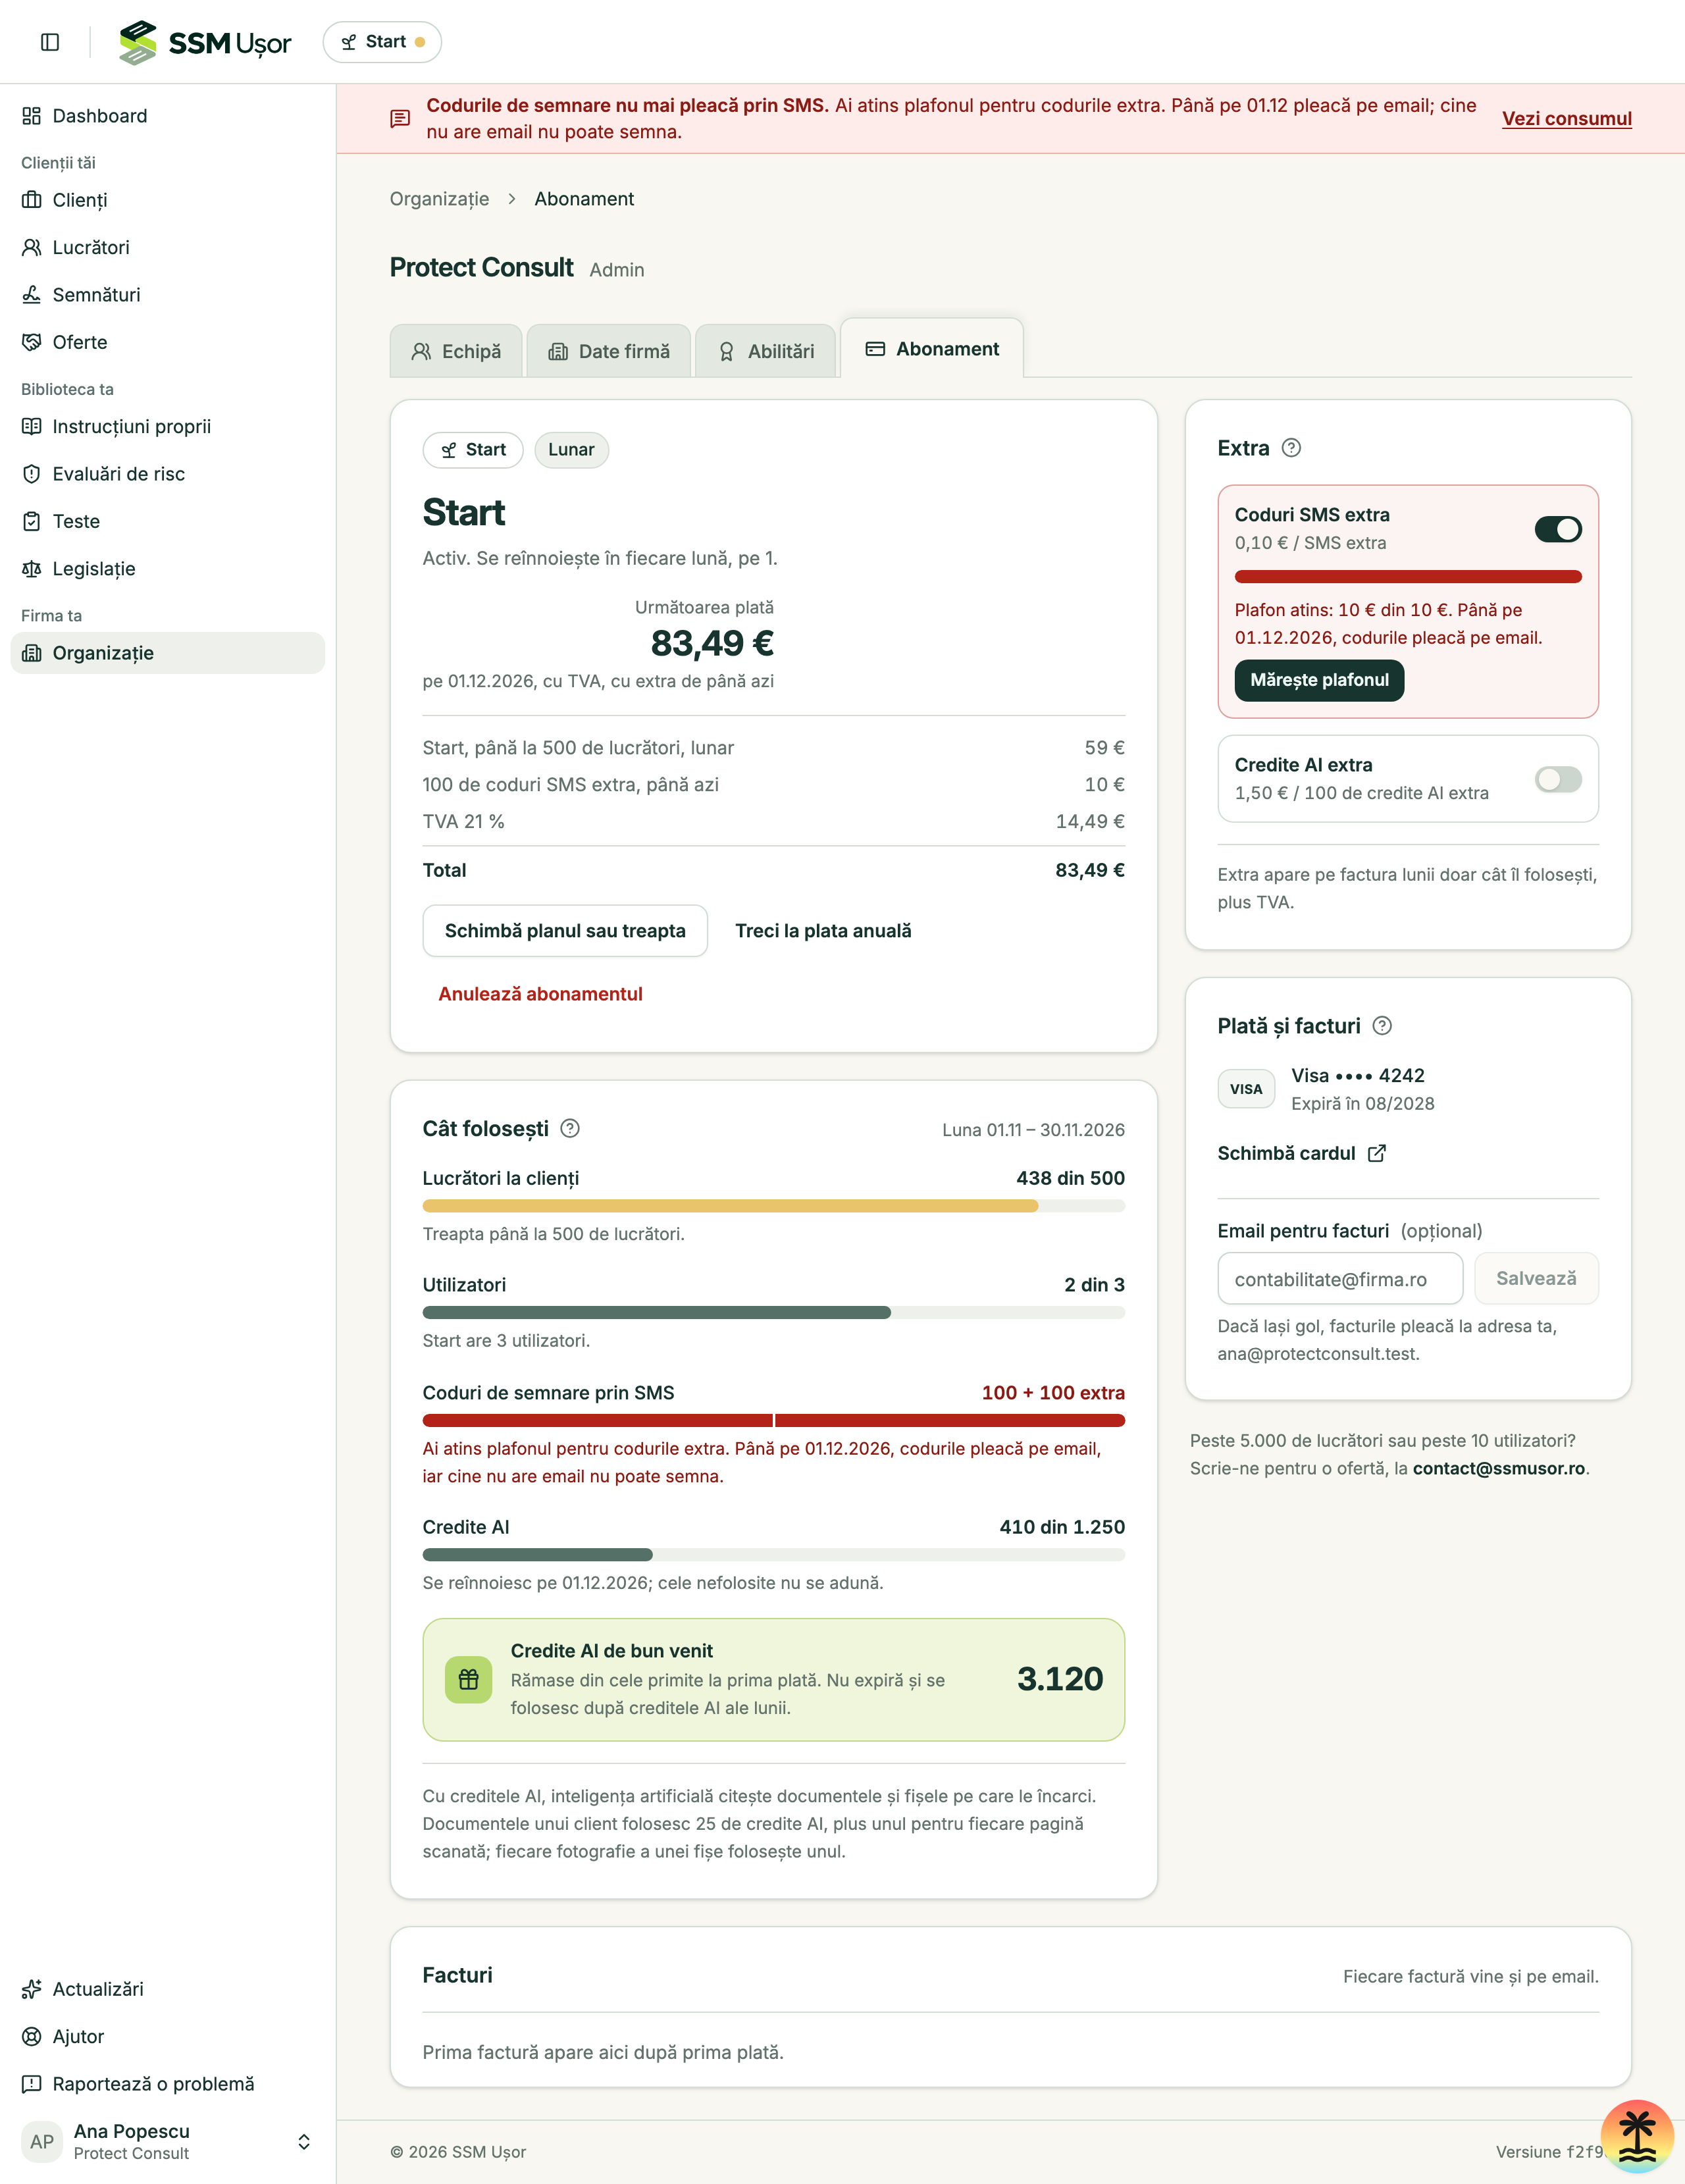 SSM Ușor
Start
Dashboard
Clienții tăi
Clienți
Lucrători
Semnături
Oferte
Biblioteca ta
Instrucțiuni proprii
Evaluări de risc
Teste
Legislație
Firma ta
Organizație
Actualizări
Ajutor
Raportează o problemă
AP
Ana Popescu
Protect Consult
Codurile de semnare nu mai pleacă prin SMS. Ai atins plafonul pentru codurile extra. Până pe 01.12 pleacă pe email; cine
nu are email nu poate semna.
Vezi consumul
Organizație > Abonament
Protect Consult Admin
Echipă
Date firmă
Abilitări
Abonament
Start
Lunar
Start
Activ. Se reînnoiește în fiecare lună, pe 1.
Următoarea plată
83,49 €
pe 01.12.2026, cu TVA, cu extra de până azi
Start, până la 500 de lucrători, lunar 59 €
100 de coduri SMS extra, până azi 10 €
TVA 21 % 14,49 €
Total 83,49 €
Schimbă planul sau treapta
Treci la plata anuală
Anulează abonamentul
Cât folosești
Luna 01.11 – 30.11.2026
Lucrători la clienți 438 din 500
Treapta până la 500 de lucrători.
Utilizatori 2 din 3
Start are 3 utilizatori.
Coduri de semnare prin SMS 100 + 100 extra
Ai atins plafonul pentru codurile extra. Până pe 01.12.2026, codurile pleacă pe email,
iar cine nu are email nu poate semna.
Credite AI 410 din 1.250
Se reînnoiesc pe 01.12.2026; cele nefolosite nu se adună.
Credite AI de bun venit
Rămase din cele primite la prima plată. Nu expiră și se
folosesc după creditele AI ale lunii.
3.120
Cu creditele AI, inteligența artificială citește documentele și fișele pe care le încarci.
Documentele unui client folosesc 25 de credite AI, plus unul pentru fiecare pagină
scanată; fiecare fotografie a unei fișe folosește unul.
Extra
Coduri SMS extra
0,10 € / SMS extra
Plafon atins: 10 € din 10 €. Până pe
01.12.2026, codurile pleacă pe email.
Mărește plafonul
Credite AI extra
1,50 € / 100 de credite AI extra
Extra apare pe factura lunii doar cât îl folosești,
plus TVA.
Plată și facturi
VISA
Visa •••• 4242
Expiră în 08/2028
Schimbă cardul
Email pentru facturi (opțional)
contabilitate@firma.ro
Salvează
Dacă lași gol, facturile pleacă la adresa ta,
ana@protectconsult.test.
Peste 5.000 de lucrători sau peste 10 utilizatori?
Scrie-ne pentru o ofertă, la contact@ssmusor.ro.
Facturi
Fiecare factură vine și pe email.
Prima factură apare aici după prima plată.
© 2026 SSM Ușor
Versiune